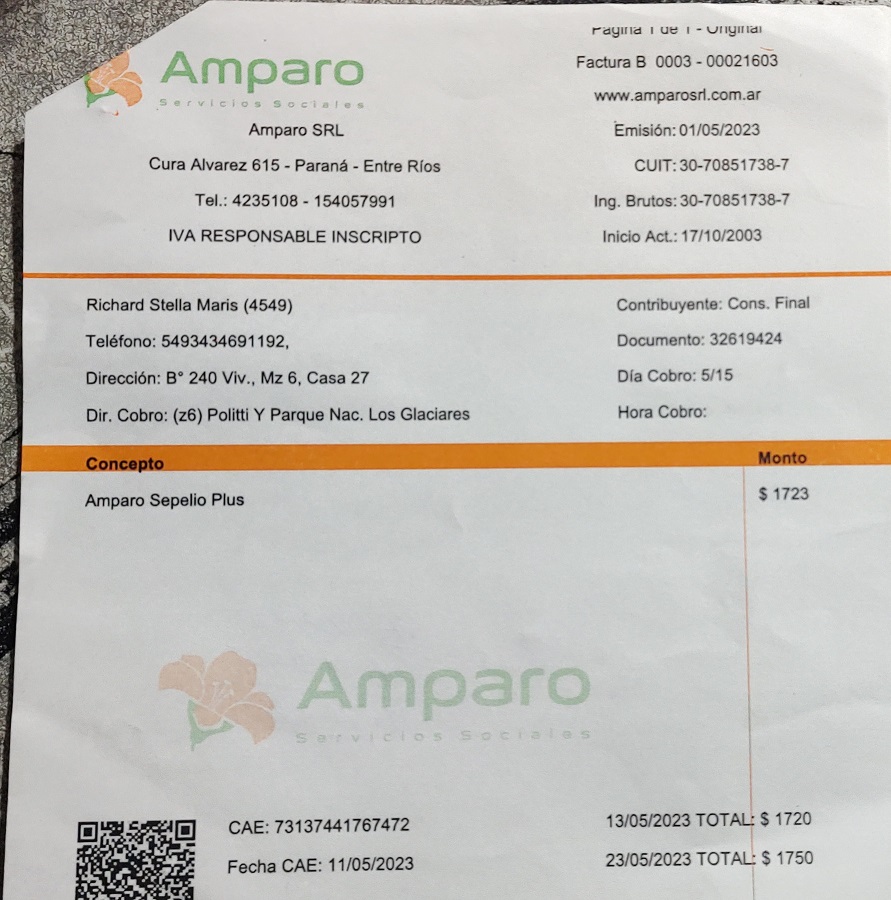 Pagina 1 de 1 - Original
Amparo
Servicios Sociales
Factura B 0003 - 00021603
www.amparosrl.com.ar
Amparo SRL
Emisión: 01/05/2023
Cura Alvarez 615 - Paraná - Entre Ríos
CUIT: 30-70851738-7
Tel.: 4235108 - 154057991
Ing. Brutos: 30-70851738-7
IVA RESPONSABLE INSCRIPTO
Inicio Act.: 17/10/2003
Richard Stella Maris (4549)
Contribuyente: Cons. Final
Teléfono: 5493434691192,
Documento: 32619424
Dirección: B° 240 Viv., Mz 6, Casa 27
Día Cobro: 5/15
Dir. Cobro: (z6) Politti Y Parque Nac. Los Glaciares
Hora Cobro:
Concepto
Monto
Amparo Sepelio Plus
$ 1723
Amparo
Servicios Sociales
CAE: 73137441767472
13/05/2023 TOTAL: $ 1720
Fecha CAE: 11/05/2023
23/05/2023 TOTAL: $ 1750